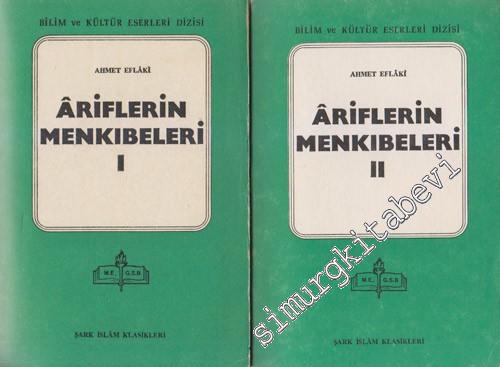 BİLİM ve KÜLTÜR ESERLERİ DİZİSİ
AHMET EFLÂKİ
ÂRİFLERİN
MENKIBELERİ
I
M.E.
G.S.B
ŞARK İSLÂM KLASİKLERİ
BİLİM ve KÜLTÜR ESERLERİ DİZİSİ
AHMET EFLÂKİ
ÂRİFLERİN
MENKIBELERİ
II
M.E.
G.S.B
ŞARK İSLÂM KLASİKLERİ
simurgkitabevi